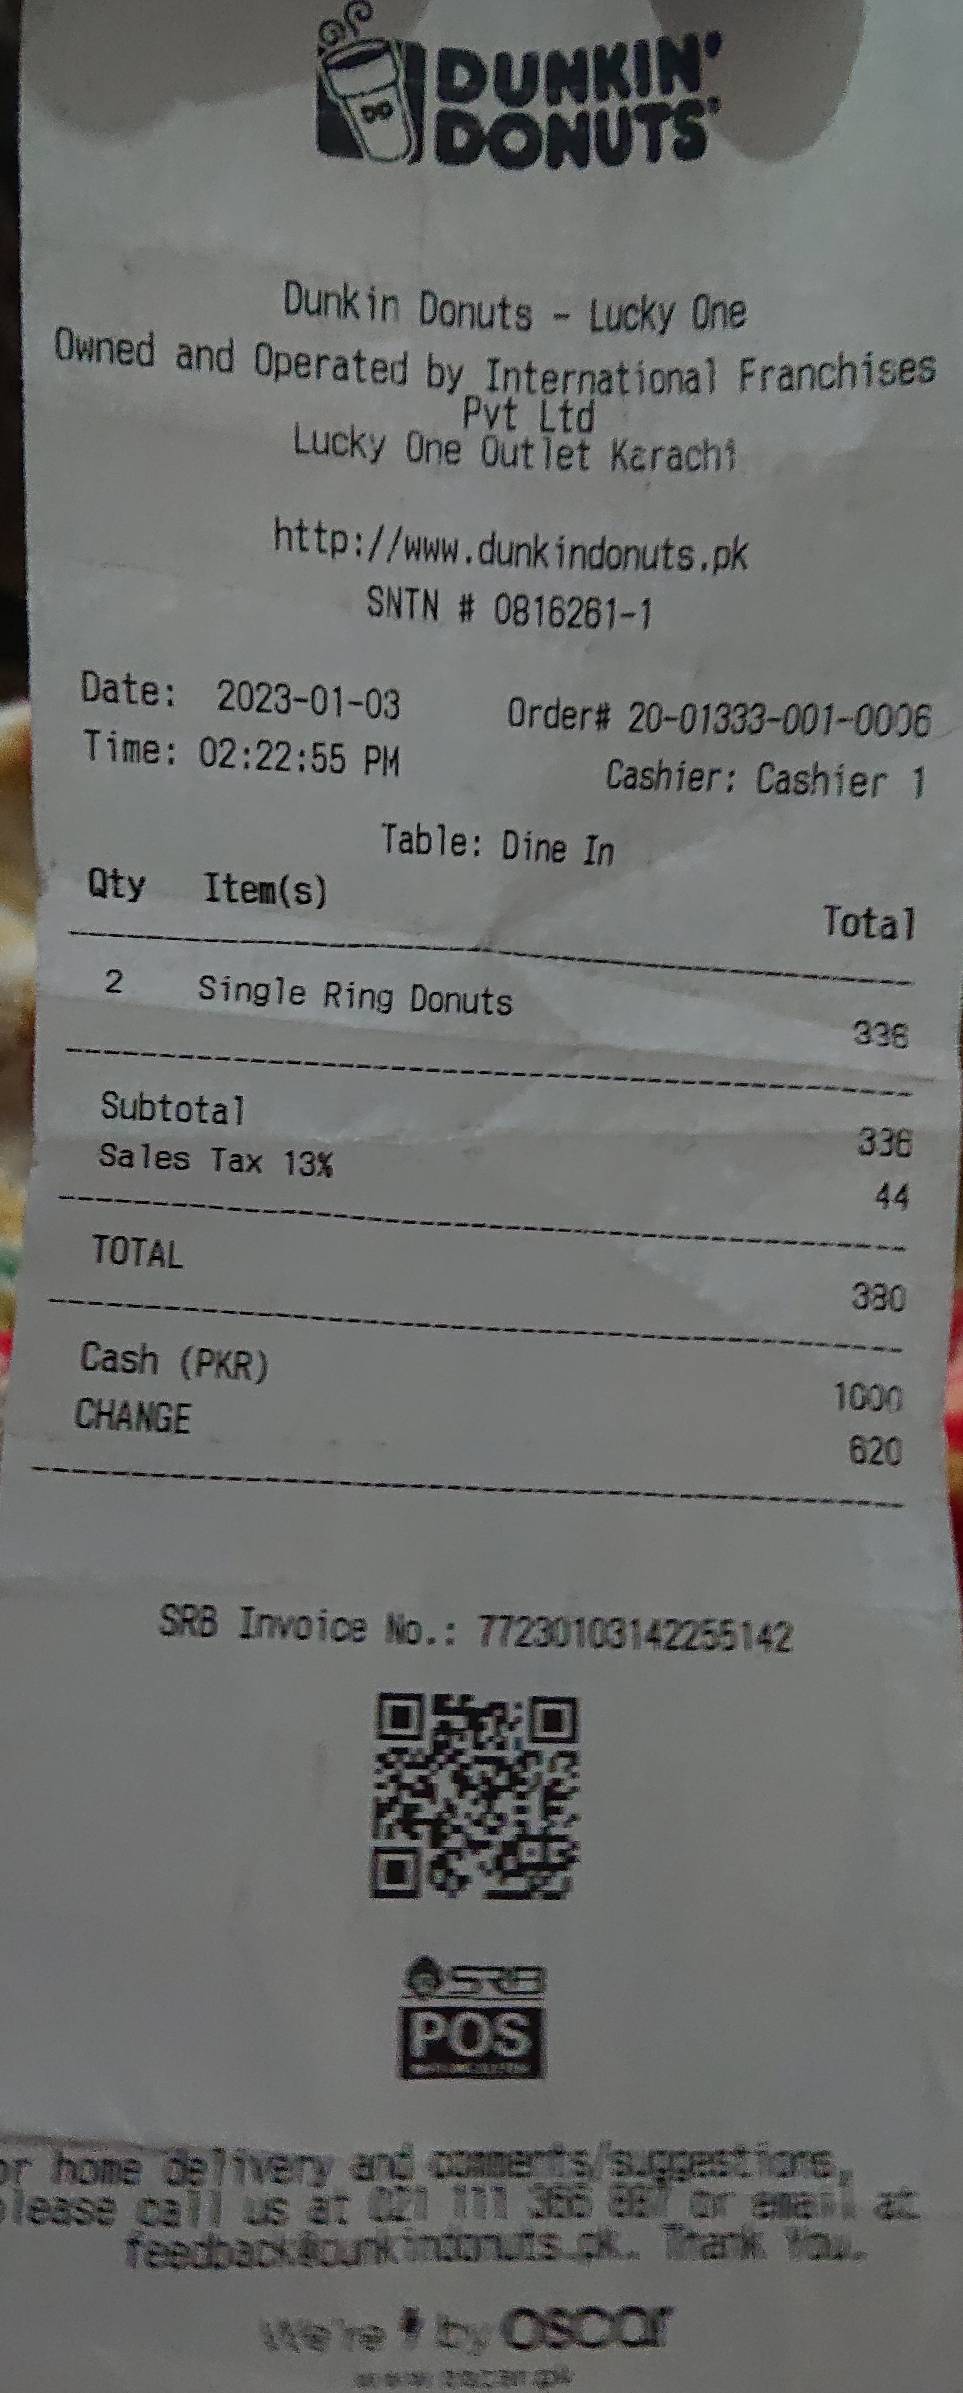 DUNKIN'
DONUTS
Dunkin Donuts - Lucky One
Owned and Operated by International Franchises
Pvt Ltd
Lucky One Outlet Karachi
http://www.dunkindonuts.pk
SNTN # 0816261-1
Date: 2023-01-03 Order# 20-01333-001-0006
Time: 02:22:55 PM Cashier: Cashier 1
Table: Dine In
Qty Item(s) Total
2 Single Ring Donuts 336
Subtotal 336
Sales Tax 13% 44
TOTAL 380
Cash (PKR) 1000
CHANGE 620
SRB Invoice No.: 77230103142255142
SRB
POS
or home delivery and comments/suggestions,
lease call us at 021 111 366 887 or email at
feedback@dunkindonuts.pk. Thank You.
We're by oscar